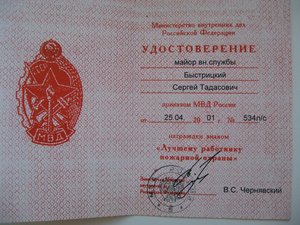 Министерство внутренних дел
Российской Федерации
УДОСТОВЕРЕНИЕ
майор вн.службы
Быстрицкий
Сергей Тадасович
приказом МВД России
от 25.04. 2001 г. № 534л/с
награжден знаком
«Лучшему работнику
пожарной охраны»
В.С. Чернявский
МВД